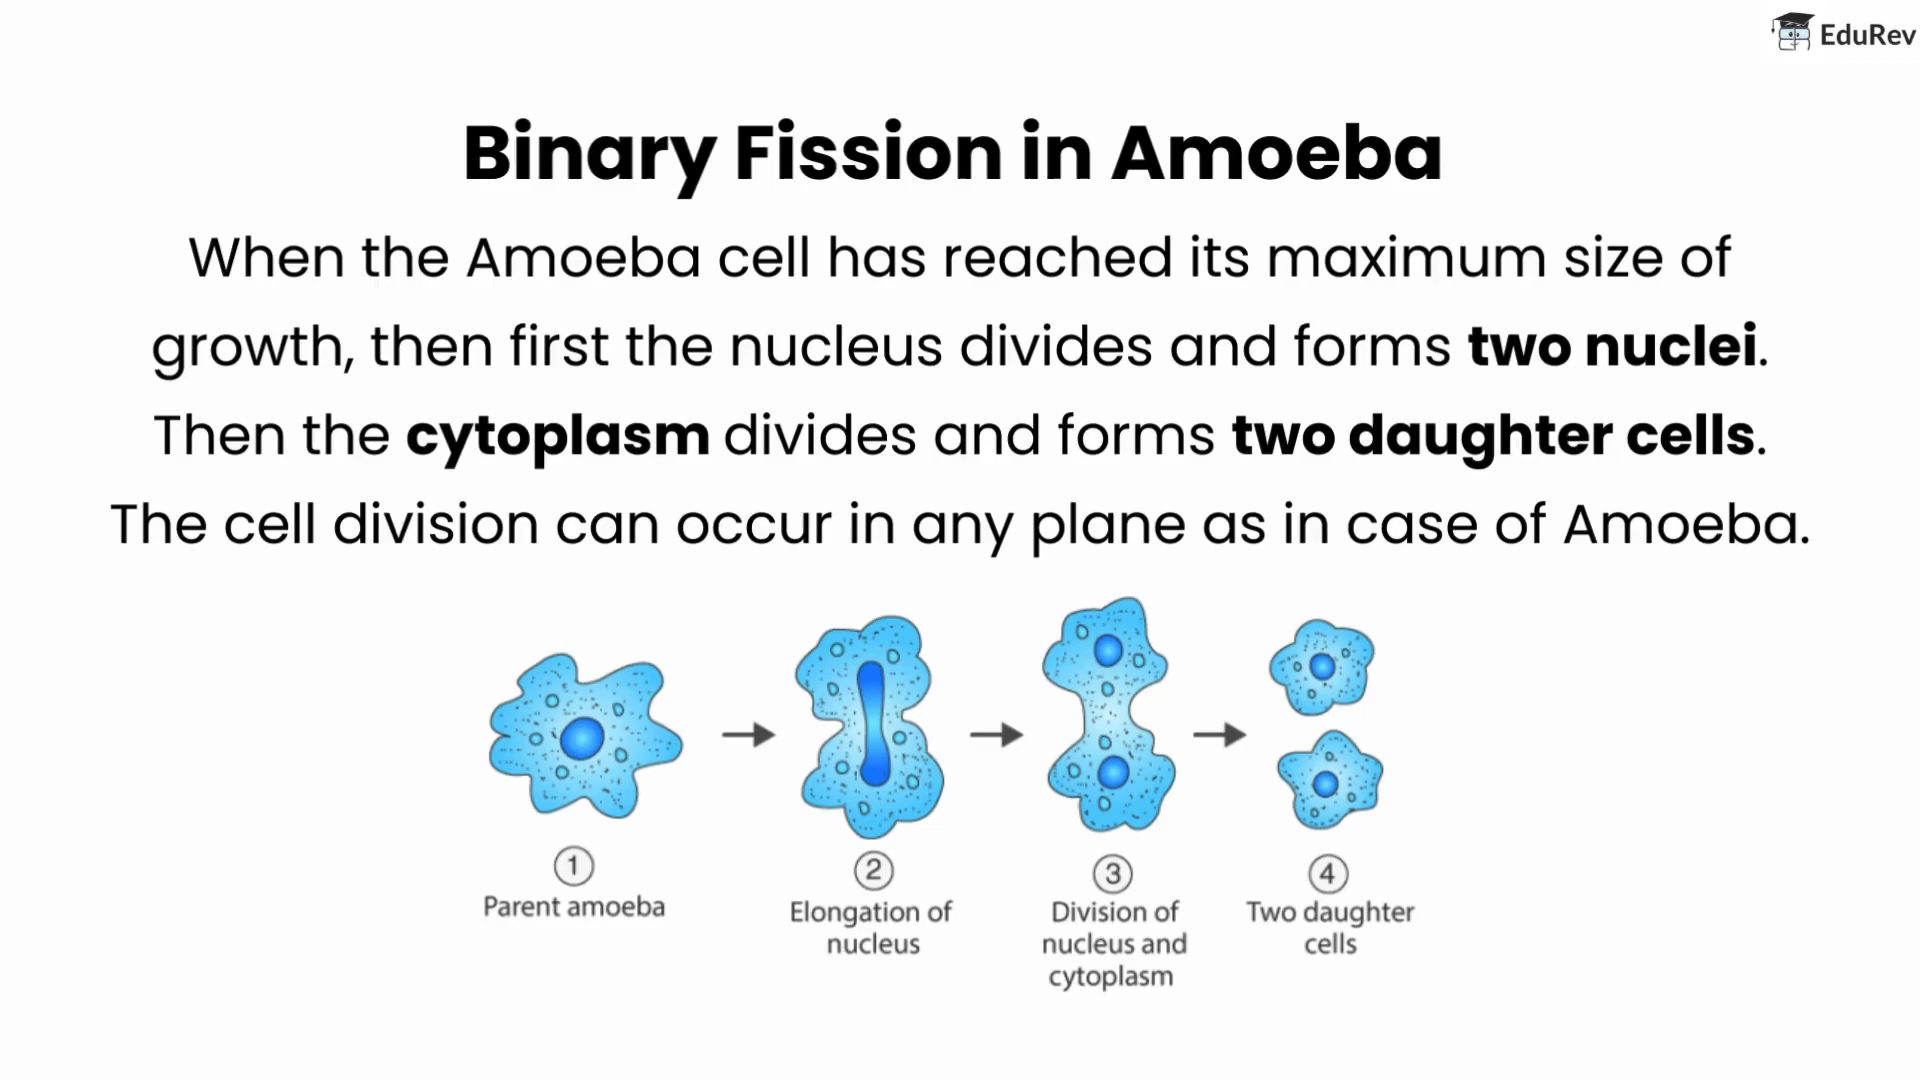 EduRev
Binary Fission in Amoeba
When the Amoeba cell has reached its maximum size of
growth, then first the nucleus divides and forms two nuclei.
Then the cytoplasm divides and forms two daughter cells.
The cell division can occur in any plane as in case of Amoeba.
1
Parent amoeba
2
Elongation of
nucleus
3
Division of
nucleus and
cytoplasm
4
Two daughter
cells